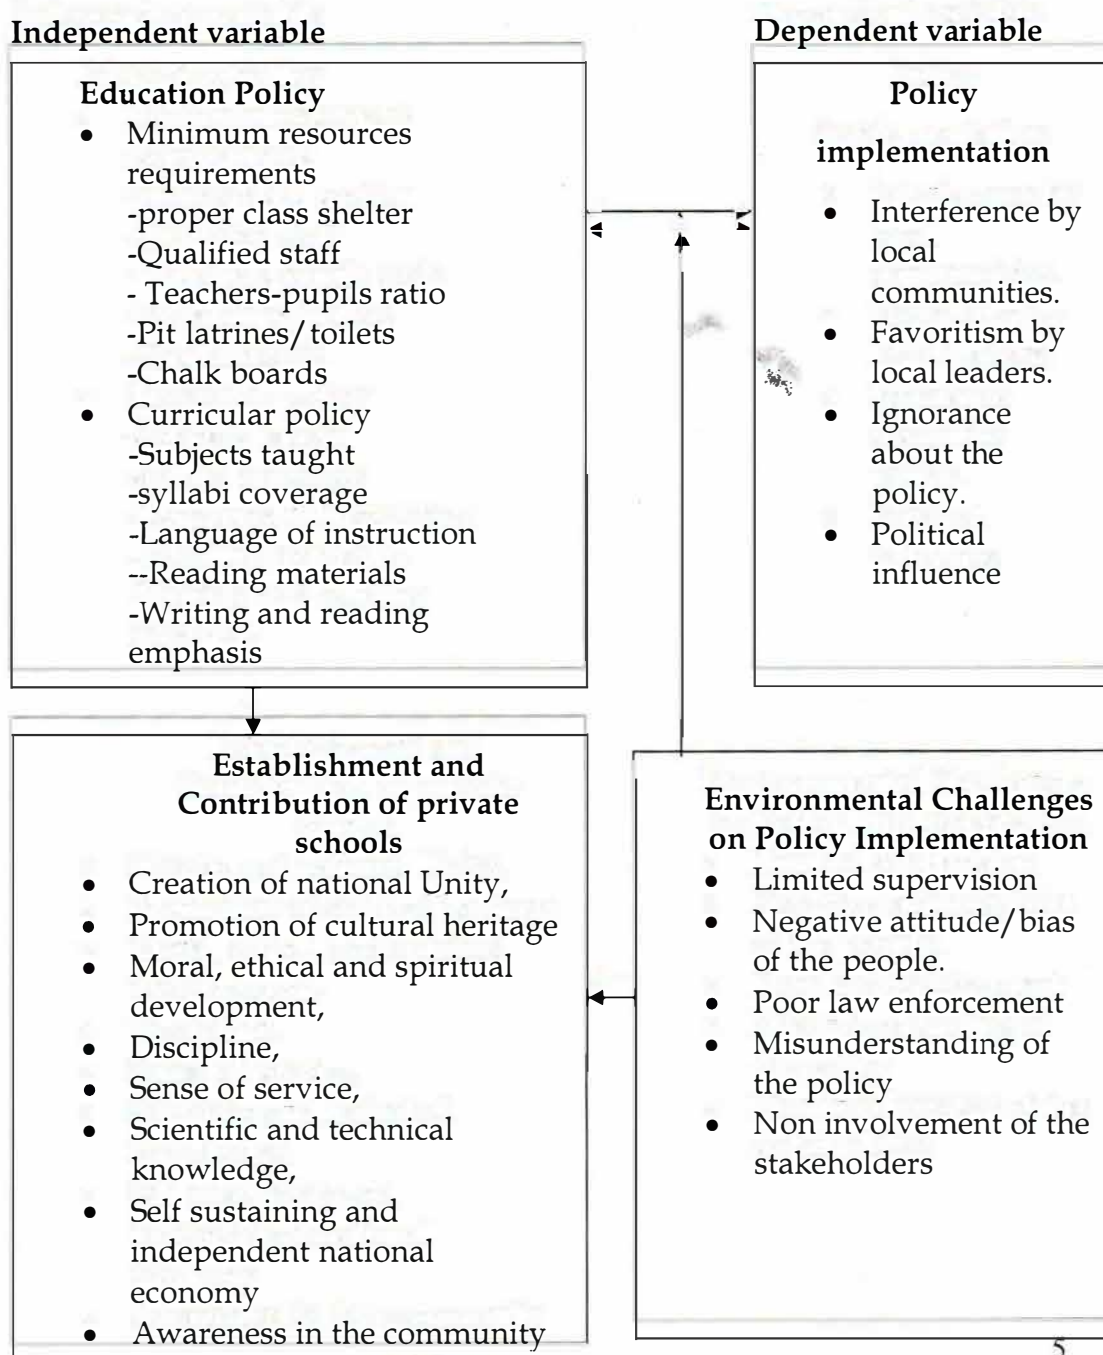 Independent variable
Education Policy
• Minimum resources
requirements
-proper class shelter
-Qualified staff
- Teachers-pupils ratio
-Pit latrines/toilets
-Chalk boards
• Curricular policy
-Subjects taught
-syllabi coverage
-Language of instruction
--Reading materials
-Writing and reading
emphasis
Dependent variable
Policy
implementation
• Interference by
local
communities.
• Favoritism by
local leaders.
• Ignorance
about the
policy.
• Political
influence
Establishment and
Contribution of private
schools
• Creation of national Unity,
• Promotion of cultural heritage
• Moral, ethical and spiritual
development,
• Discipline,
• Sense of service,
• Scientific and technical
knowledge,
• Self sustaining and
independent national
economy
• Awareness in the community
Environmental Challenges
on Policy Implementation
• Limited supervision
• Negative attitude/bias
of the people.
• Poor law enforcement
• Misunderstanding of
the policy
• Non involvement of the
stakeholders
5